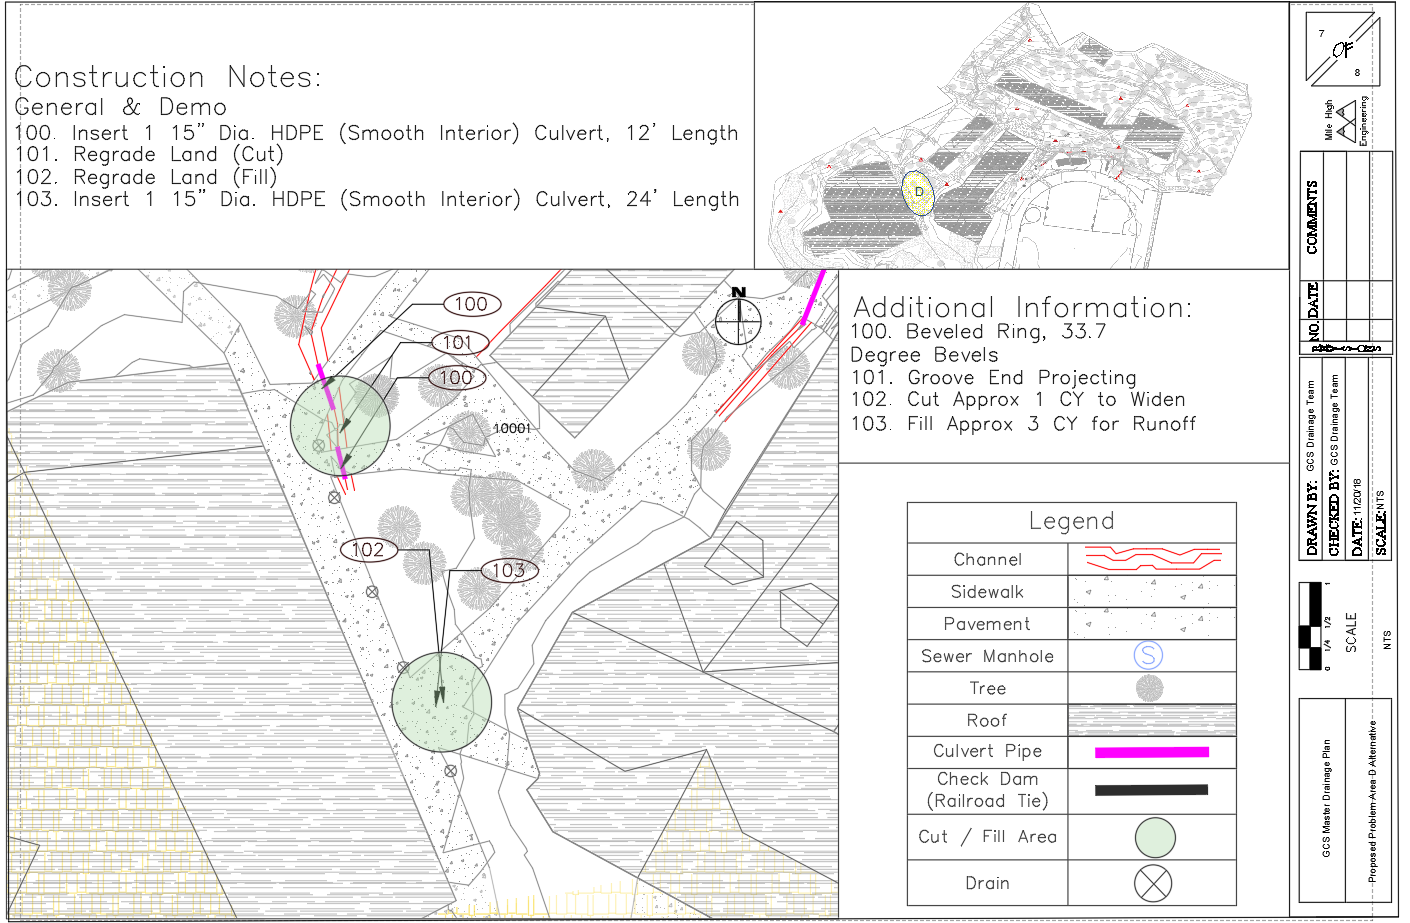 Construction Notes:
General & Demo
100. Insert 1 15" Dia. HDPE (Smooth Interior) Culvert, 12' Length
101. Regrade Land (Cut)
102. Regrade Land (Fill)
103. Insert 1 15" Dia. HDPE (Smooth Interior) Culvert, 24' Length
D
100
101
100
10001
102
103
N
Additional Information:
100. Beveled Ring, 33.7
Degree Bevels
101. Groove End Projecting
102. Cut Approx 1 CY to Widen
103. Fill Approx 3 CY for Runoff
Legend
Channel
Sidewalk
Pavement
Sewer Manhole
S
Tree
Roof
Culvert Pipe
Check Dam
(Railroad Tie)
Cut / Fill Area
Drain
7
OF
8
Mile High
Engineering
COMMENTS
DATE
NO.
DRAWN BY: GCS Drainage Team
CHECKED BY: GCS Drainage Team
DATE: 11/20/18
SCALE: NTS
0 1/4 1/2 1
SCALE
NTS
GCS Master Drainage Plan
Proposed Problem Area D Alternative